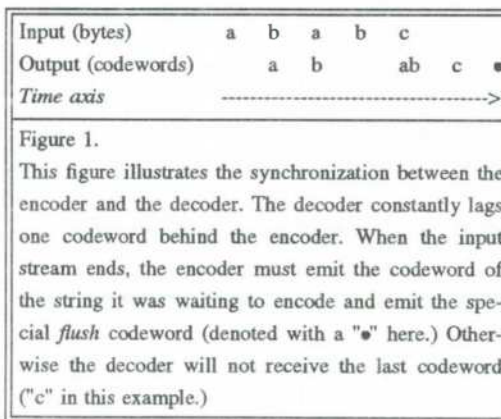 Input (bytes) a b a b c
Output (codewords) a b ab c •
Time axis ------------------------------------->
Figure 1.
This figure illustrates the synchronization between the
encoder and the decoder. The decoder constantly lags
one codeword behind the encoder. When the input
stream ends, the encoder must emit the codeword of
the string it was waiting to encode and emit the spe-
cial flush codeword (denoted with a "•" here.) Other-
wise the decoder will not receive the last codeword
("c" in this example.)